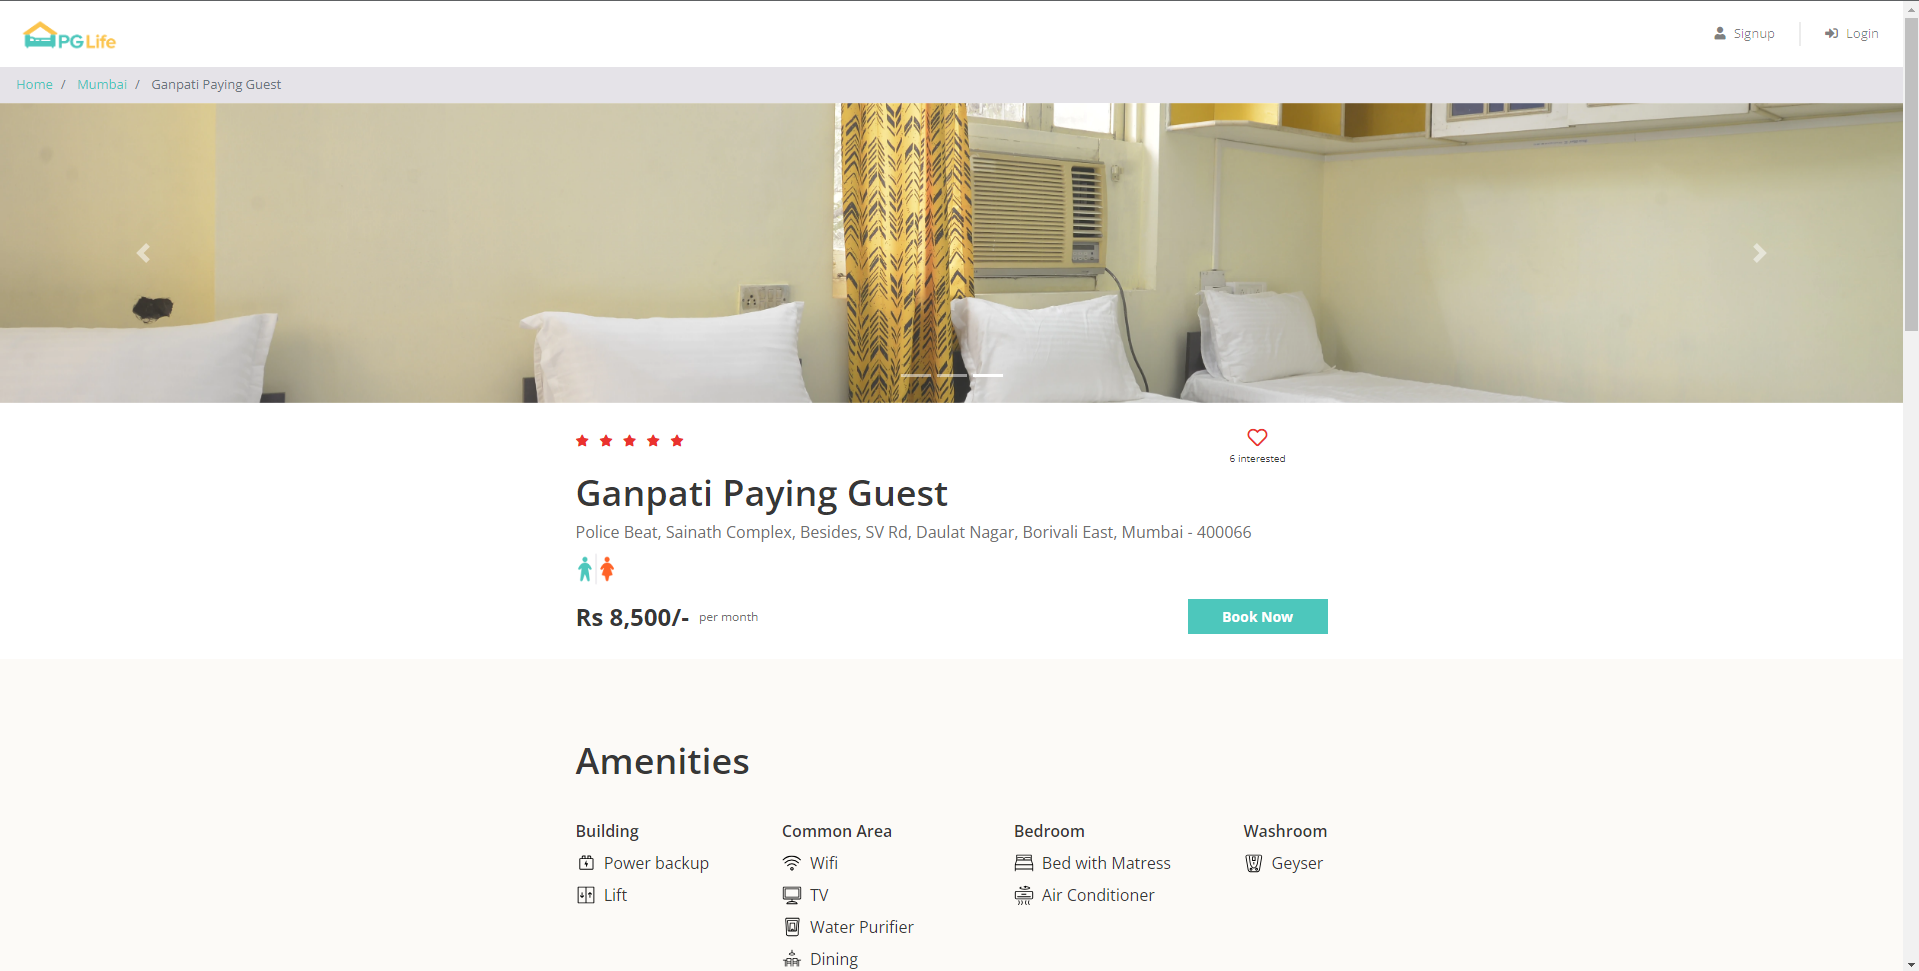 PG Life
Signup
Login
Home / Mumbai / Ganpati Paying Guest
6 interested
Ganpati Paying Guest
Police Beat, Sainath Complex, Besides, SV Rd, Daulat Nagar, Borivali East, Mumbai - 400066
Rs 8,500/- per month
Book Now
Amenities
Building
Power backup
Lift
Common Area
Wifi
TV
Water Purifier
Dining
Bedroom
Bed with Matress
Air Conditioner
Washroom
Geyser